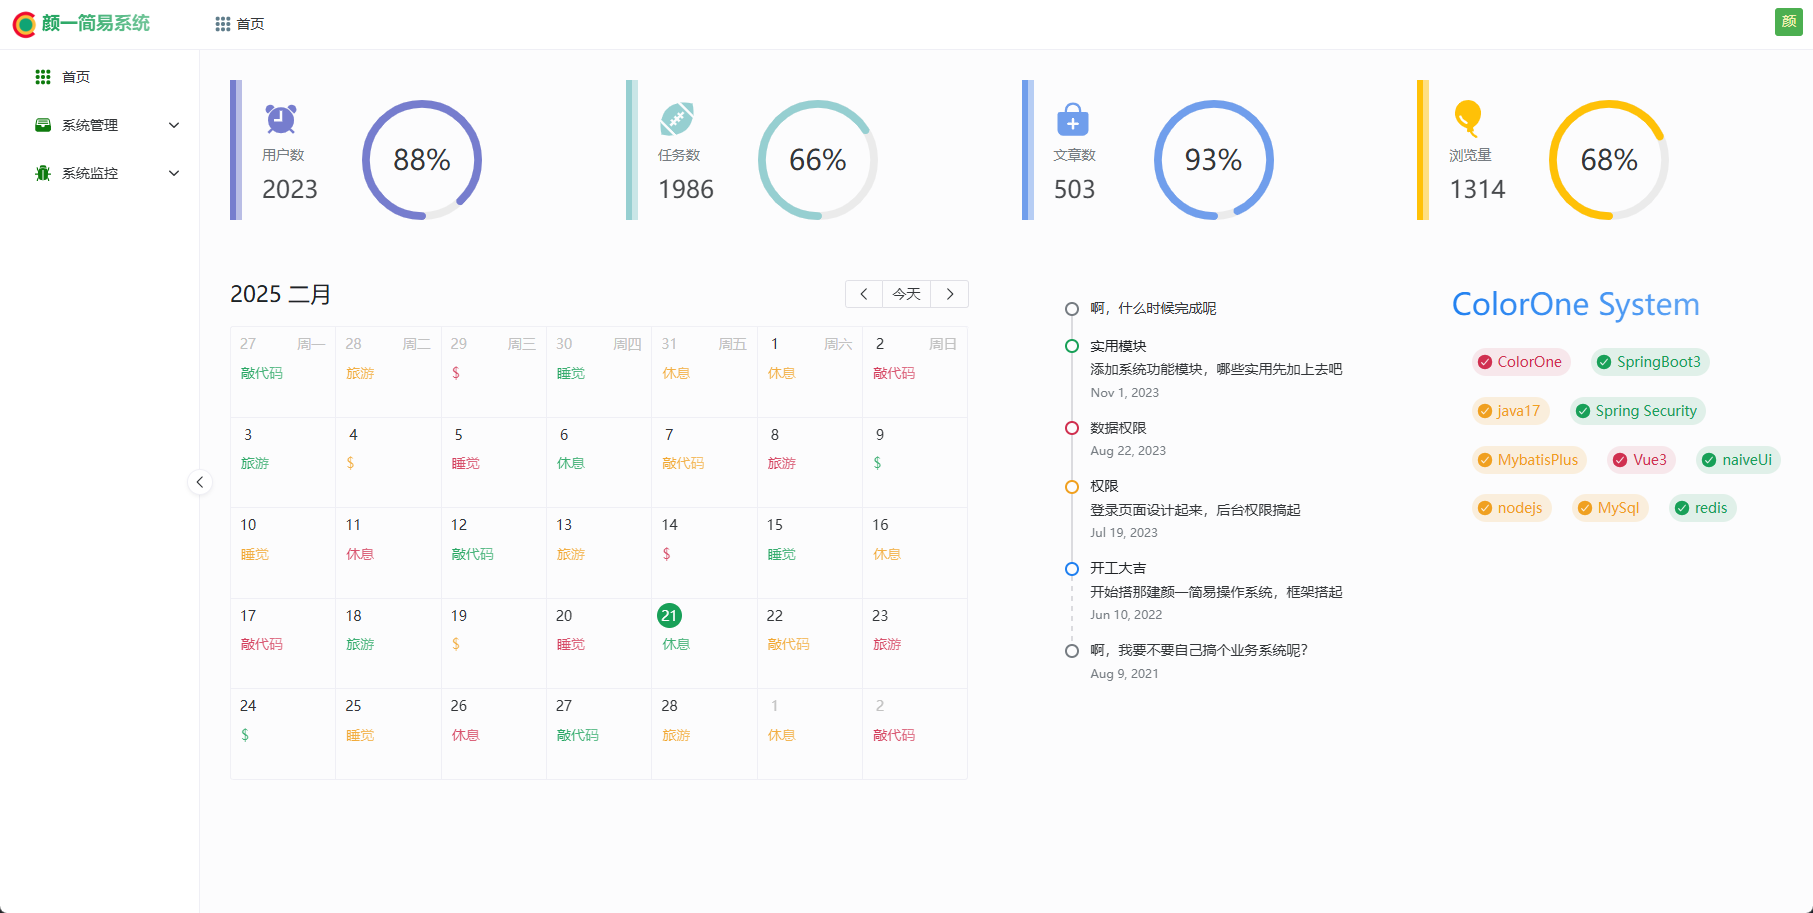 颜一简易系统
首页
颜
首页
系统管理
系统监控
用户数
2023
88%
任务数
1986
66%
文章数
503
93%
浏览量
1314
68%
2025 二月
今天
27 周一 28 周二 29 周三 30 周四 31 周五 1 周六 2 周日
敲代码 旅游 $ 睡觉 休息 休息 敲代码
3 4 5 6 7 8 9
旅游 $ 睡觉 休息 敲代码 旅游 $
10 11 12 13 14 15 16
睡觉 休息 敲代码 旅游 $ 睡觉 休息
17 18 19 20 21 22 23
敲代码 旅游 $ 睡觉 休息 敲代码 旅游
24 25 26 27 28 1 2
$ 睡觉 休息 敲代码 旅游 休息 敲代码
啊，什么时候完成呢
实用模块
添加系统功能模块，哪些实用先加上去吧
Nov 1, 2023
数据权限
Aug 22, 2023
权限
登录页面设计起来，后台权限搞起
Jul 19, 2023
开工大吉
开始搭那建颜一简易操作系统，框架搭起
Jun 10, 2022
啊，我要不要自己搞个业务系统呢？
Aug 9, 2021
ColorOne System
ColorOne SpringBoot3
java17 Spring Security
MybatisPlus Vue3 naiveUi
nodejs MySql redis